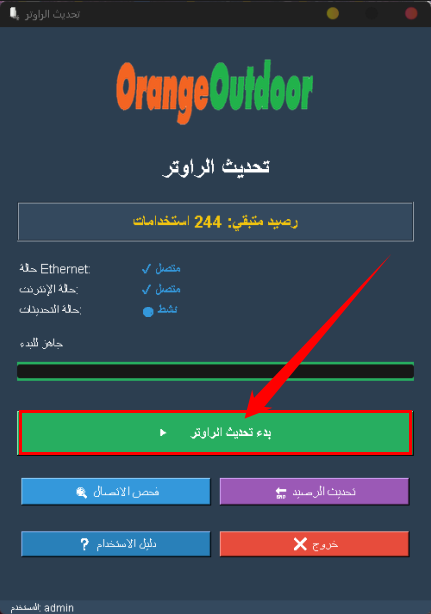 تحديث الراوتر
OrangeOutdoor
تحديث الراوتر
رصيد متبقي: 244 استخدامات
حالة Ethernet: ✓ متصل
حالة الإنترنت: ✓ متصل
حالة التحديثات: ● نشط
جاهز للبدء
بدء تحديث الراوتر
فحص الاتصال
تحديث الرصيد
دليل الاستخدام ?
خروج
المستخدم: admin